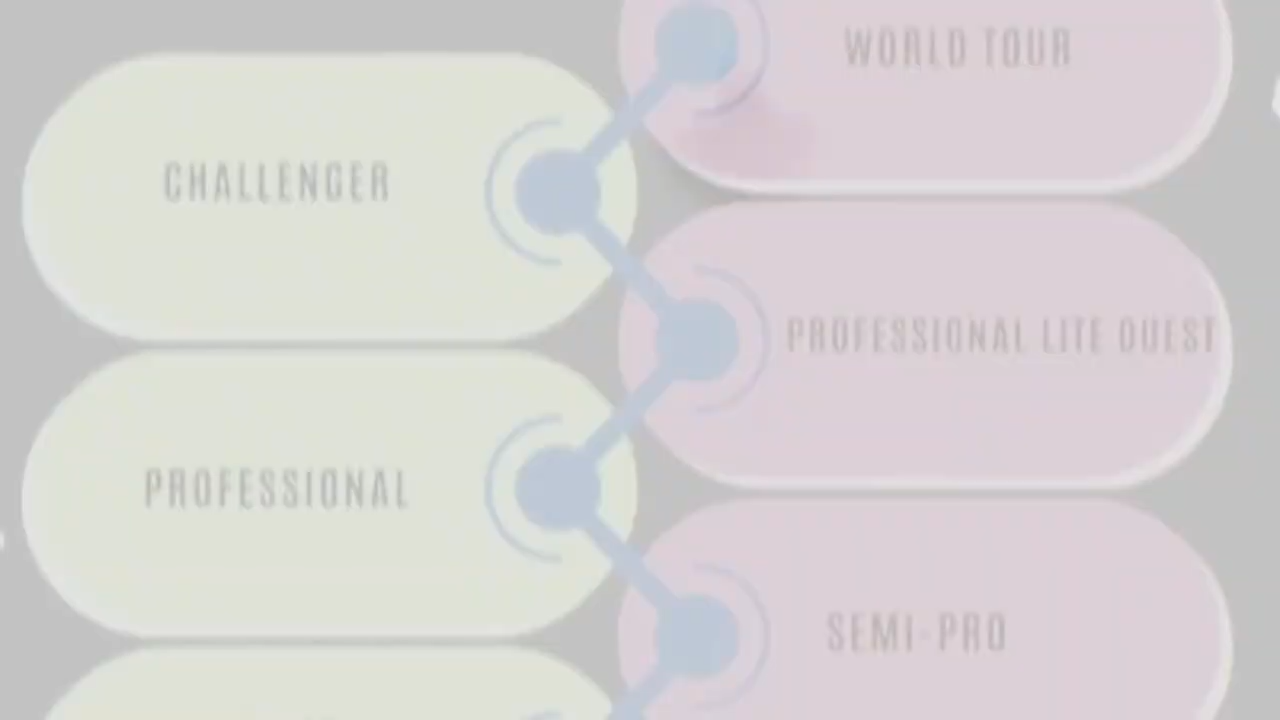 WORLD TOUR
CHALLENGER
PROFESSIONAL LITE QUEST
PROFESSIONAL
SEMI-PRO